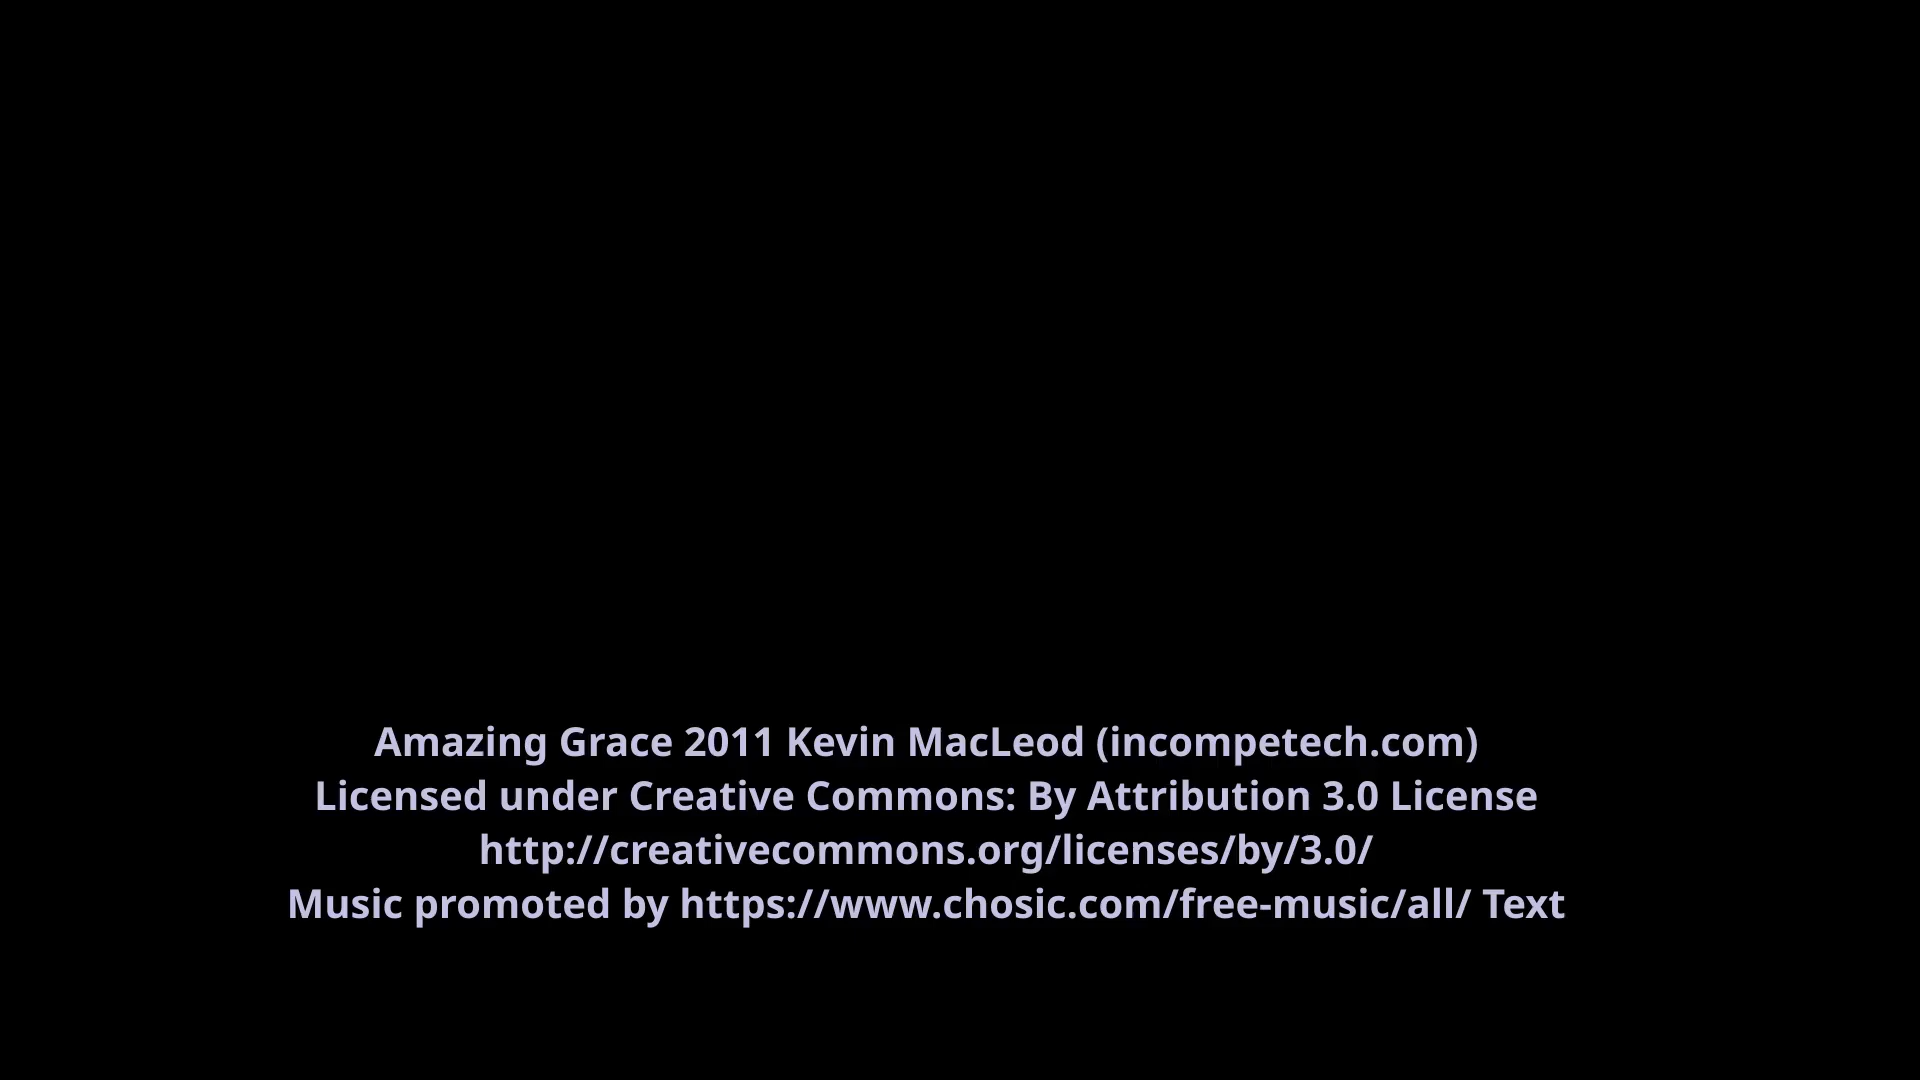 Amazing Grace 2011 Kevin MacLeod (incompetech.com)
Licensed under Creative Commons: By Attribution 3.0 License
http://creativecommons.org/licenses/by/3.0/
Music promoted by https://www.chosic.com/free-music/all/ Text